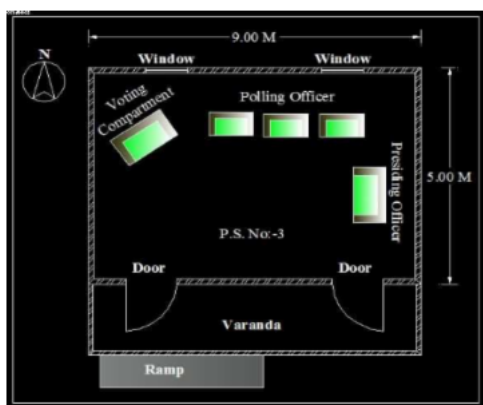 9.00 M
N
Window
Window
Voting
Compartment
Polling Officer
Presiding Officer
5.00 M
P.S. No:-3
Door
Door
Varanda
Ramp